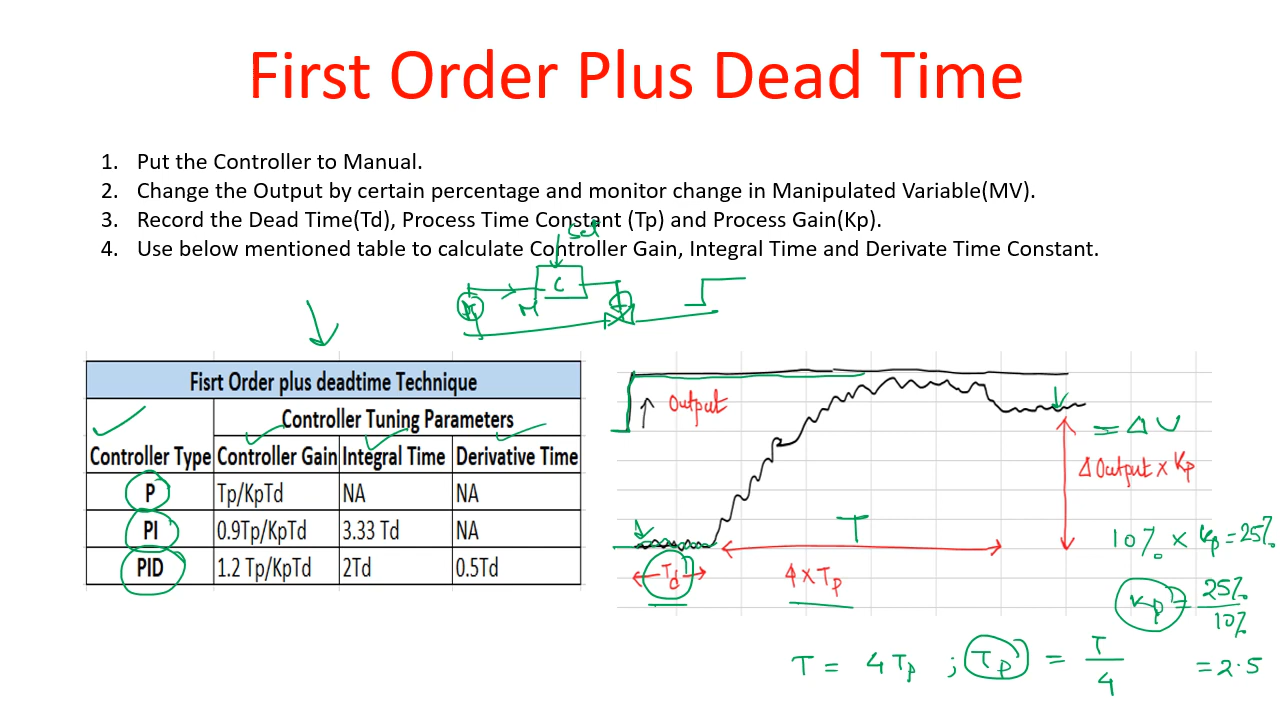 First Order Plus Dead Time
1. Put the Controller to Manual.
2. Change the Output by certain percentage and monitor change in Manipulated Variable(MV).
3. Record the Dead Time(Td), Process Time Constant (Tp) and Process Gain(Kp).
4. Use below mentioned table to calculate Controller Gain, Integral Time and Derivate Time Constant.
Set
C
M
Fisrt Order plus deadtime Technique
Controller Tuning Parameters
Controller Type Controller Gain Integral Time Derivative Time
P Tp/KpTd NA NA
PI 0.9Tp/KpTd 3.33 Td NA
PID 1.2 Tp/KpTd 2Td 0.5Td
Output
= ΔV
Δ Output x Kp
T
Td
4 x Tp
10% x Kp = 25%
Kp = 25%
10%
= 2.5
T = 4 Tp ; Tp = T
4